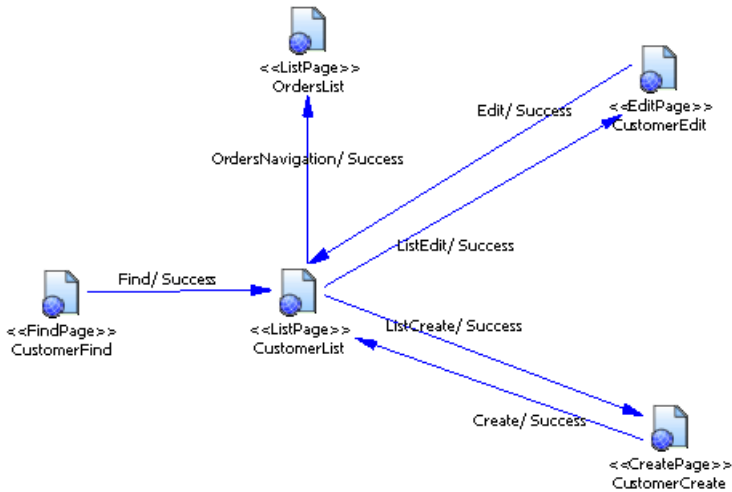 <<ListPage>>
OrdersList
<<EditPage>>
CustomerEdit
Edit/ Success
OrdersNavigation/ Success
ListEdit/ Success
Find/ Success
<<FindPage>>
CustomerFind
<<ListPage>>
CustomerList
ListCreate/ Success
Create/ Success
<<CreatePage>>
CustomerCreate